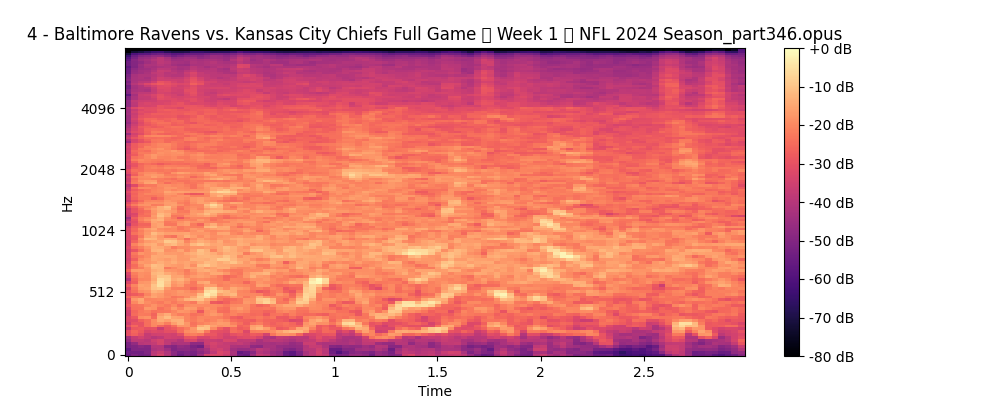 4 - Baltimore Ravens vs. Kansas City Chiefs Full Game ▯ Week 1 ▯ NFL 2024 Season_part346.opus
+0 dB
-10 dB
-20 dB
-30 dB
-40 dB
-50 dB
-60 dB
-70 dB
-80 dB
4096
2048
1024
512
0
Hz
0
0.5
1
1.5
2
2.5
Time